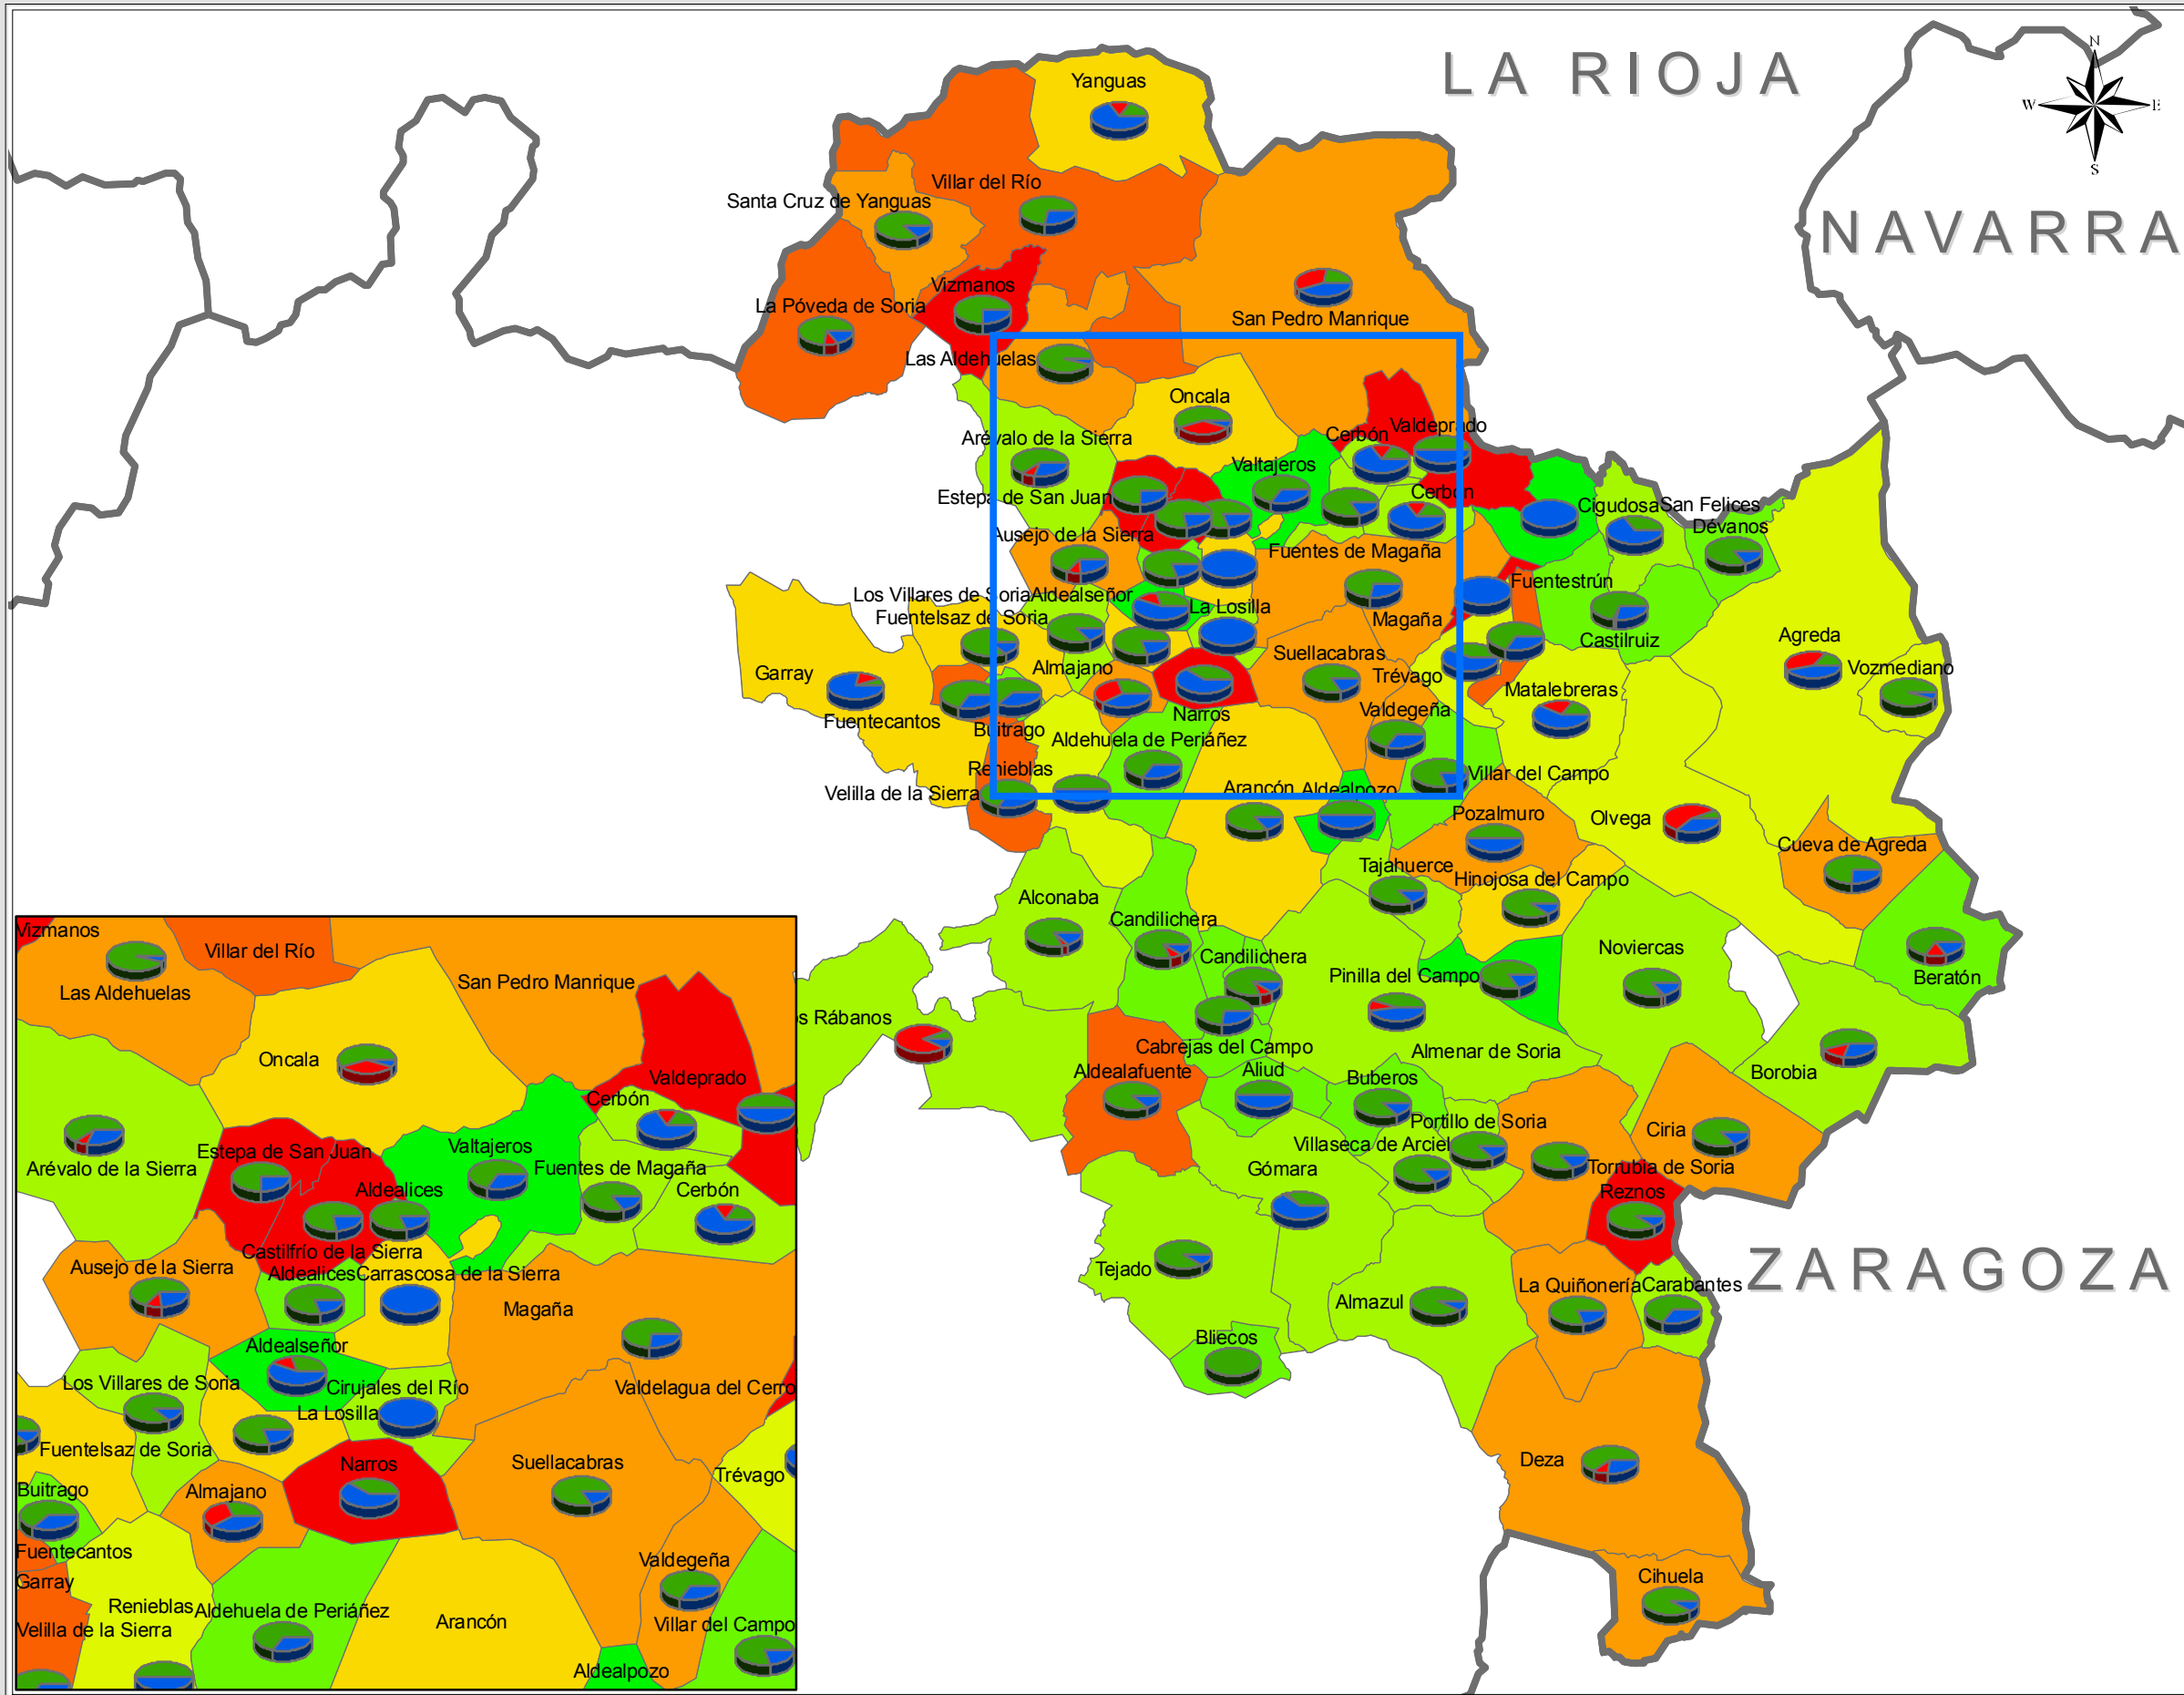 LA RIOJA
N
W
E
S
NAVARRA
Yanguas
Villar del Río
Santa Cruz de Yanguas
Vizmanos
La Póveda de Soria
San Pedro Manrique
Las Aldehuelas
Oncala
Valdeprado
Cerbón
Arévalo de la Sierra
Valtajeros
Estepa de San Juan
Cerbón
Cigudosa
San Felices
Dévanos
Ausejo de la Sierra
Fuentes de Magaña
Fuentestrún
Los Villares de Soria
Aldealseñor
La Losilla
Fuentelsaz de Soria
Magaña
Castilruiz
Agreda
Suellacabras
Vozmediano
Garray
Almajano
Trévago
Matalebreras
Narros
Valdegeña
Fuentecantos
Buitrago
Aldehuela de Periáñez
Renieblas
Villar del Campo
Velilla de la Sierra
Arancón
Aldealpozo
Pozalmuro
Olvega
Cueva de Agreda
Tajahuerce
Hinojosa del Campo
Alconaba
Candilichera
Noviercas
Candilichera
Pinilla del Campo
Beratón
s Rábanos
Cabrejas del Campo
Almenar de Soria
Aldealafuente
Aliud
Buberos
Borobia
Portillo de Soria
Ciria
Villaseca de Arciel
Gómara
Torrubia de Soria
Reznos
ZARAGOZA
Tejado
La Quiñonería
Carabantes
Almazul
Bliecos
Deza
Cihuela
Vizmanos
Villar del Río
San Pedro Manrique
Las Aldehuelas
Oncala
Valdeprado
Cerbón
Estepa de San Juan
Valtajeros
Arévalo de la Sierra
Fuentes de Magaña
Aldealices
Cerbón
Castilfrío de la Sierra
Ausejo de la Sierra
Aldealices
Carrascosa de la Sierra
Magaña
Aldealseñor
Los Villares de Soria
Cirujales del Río
Valdelagua del Cerro
La Losilla
Fuentelsaz de Soria
Narros
Suellacabras
Trévago
Buitrago
Almajano
Fuentecantos
Valdegeña
Garray
Renieblas
Aldehuela de Periáñez
Arancón
Villar del Campo
Velilla de la Sierra
Aldealpozo